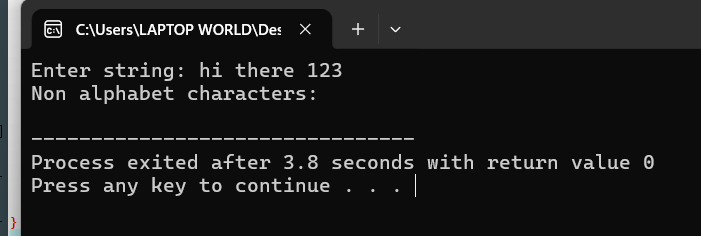 C:\Users\LAPTOP WORLD\Des
Enter string: hi there 123
Non alphabet characters:
--------------------------------
Process exited after 3.8 seconds with return value 0
Press any key to continue . . .
}